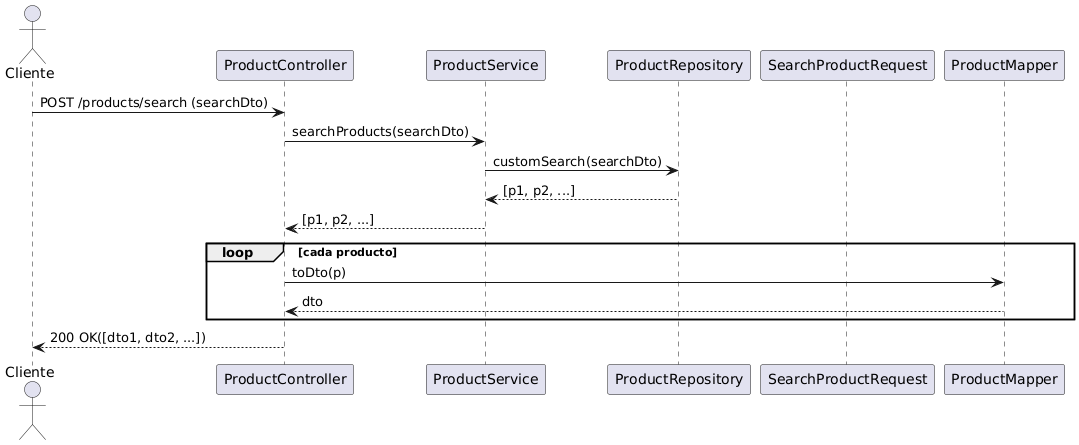 Cliente
ProductController
ProductService
ProductRepository
SearchProductRequest
ProductMapper
POST /products/search (searchDto)
searchProducts(searchDto)
customSearch(searchDto)
[p1, p2, ...]
[p1, p2, ...]
loop [cada producto]
toDto(p)
dto
200 OK([dto1, dto2, ...])
Cliente
ProductController
ProductService
ProductRepository
SearchProductRequest
ProductMapper